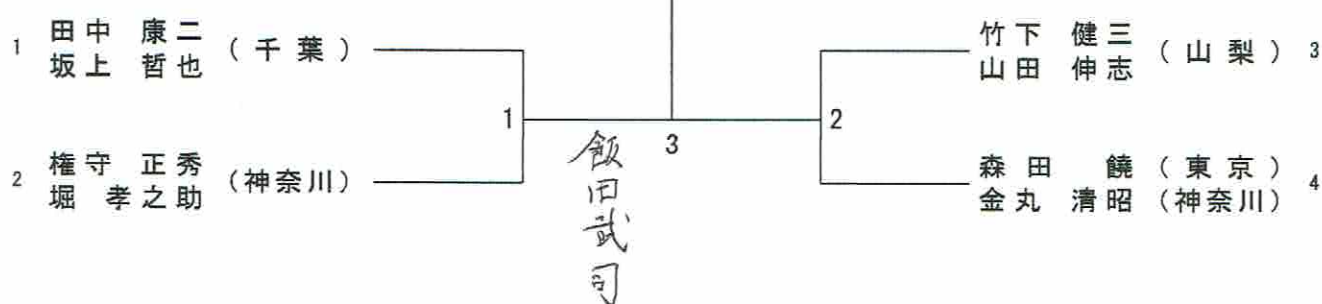 1 田中 康二 (千葉)
坂上 哲也
2 権守 正秀 (神奈川)
堀 孝之助
1
3
2
飯田武司
竹下 健三 (山梨) 3
山田 伸志
森田 饒 (東京) 4
金丸 清昭 (神奈川)